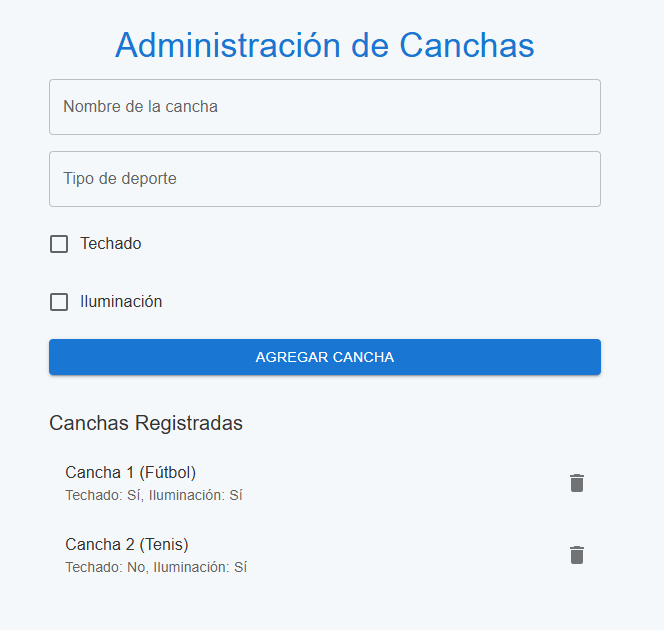 Administración de Canchas
Nombre de la cancha
Tipo de deporte
Techado
Iluminación
AGREGAR CANCHA
Canchas Registradas
Cancha 1 (Fútbol)
Techado: Sí, Iluminación: Sí
Cancha 2 (Tenis)
Techado: No, Iluminación: Sí